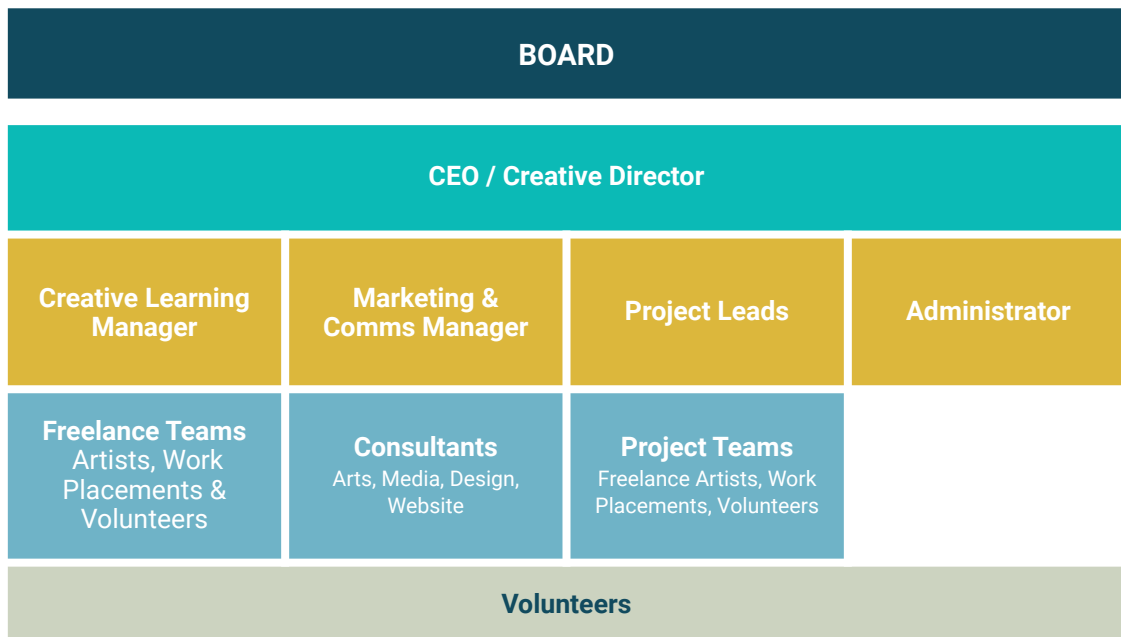 BOARD
CEO / Creative Director
Creative Learning
Manager
Marketing &
Comms Manager
Project Leads
Administrator
Freelance Teams
Artists, Work
Placements &
Volunteers
Consultants
Arts, Media, Design,
Website
Project Teams
Freelance Artists, Work
Placements, Volunteers
Volunteers